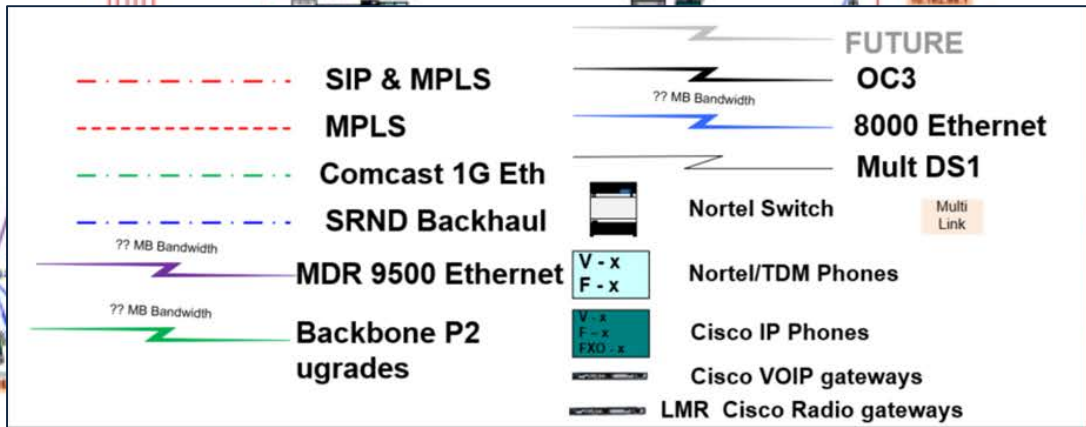 SIP & MPLS
MPLS
Comcast 1G Eth
SRND Backhaul
?? MB Bandwidth
MDR 9500 Ethernet
?? MB Bandwidth
Backbone P2
ugrades
FUTURE
OC3
?? MB Bandwidth
8000 Ethernet
Mult DS1
Nortel Switch
Multi
Link
V - x
F - x
Nortel/TDM Phones
V - x
F - x
FXO - x
Cisco IP Phones
Cisco VOIP gateways
LMR Cisco Radio gateways